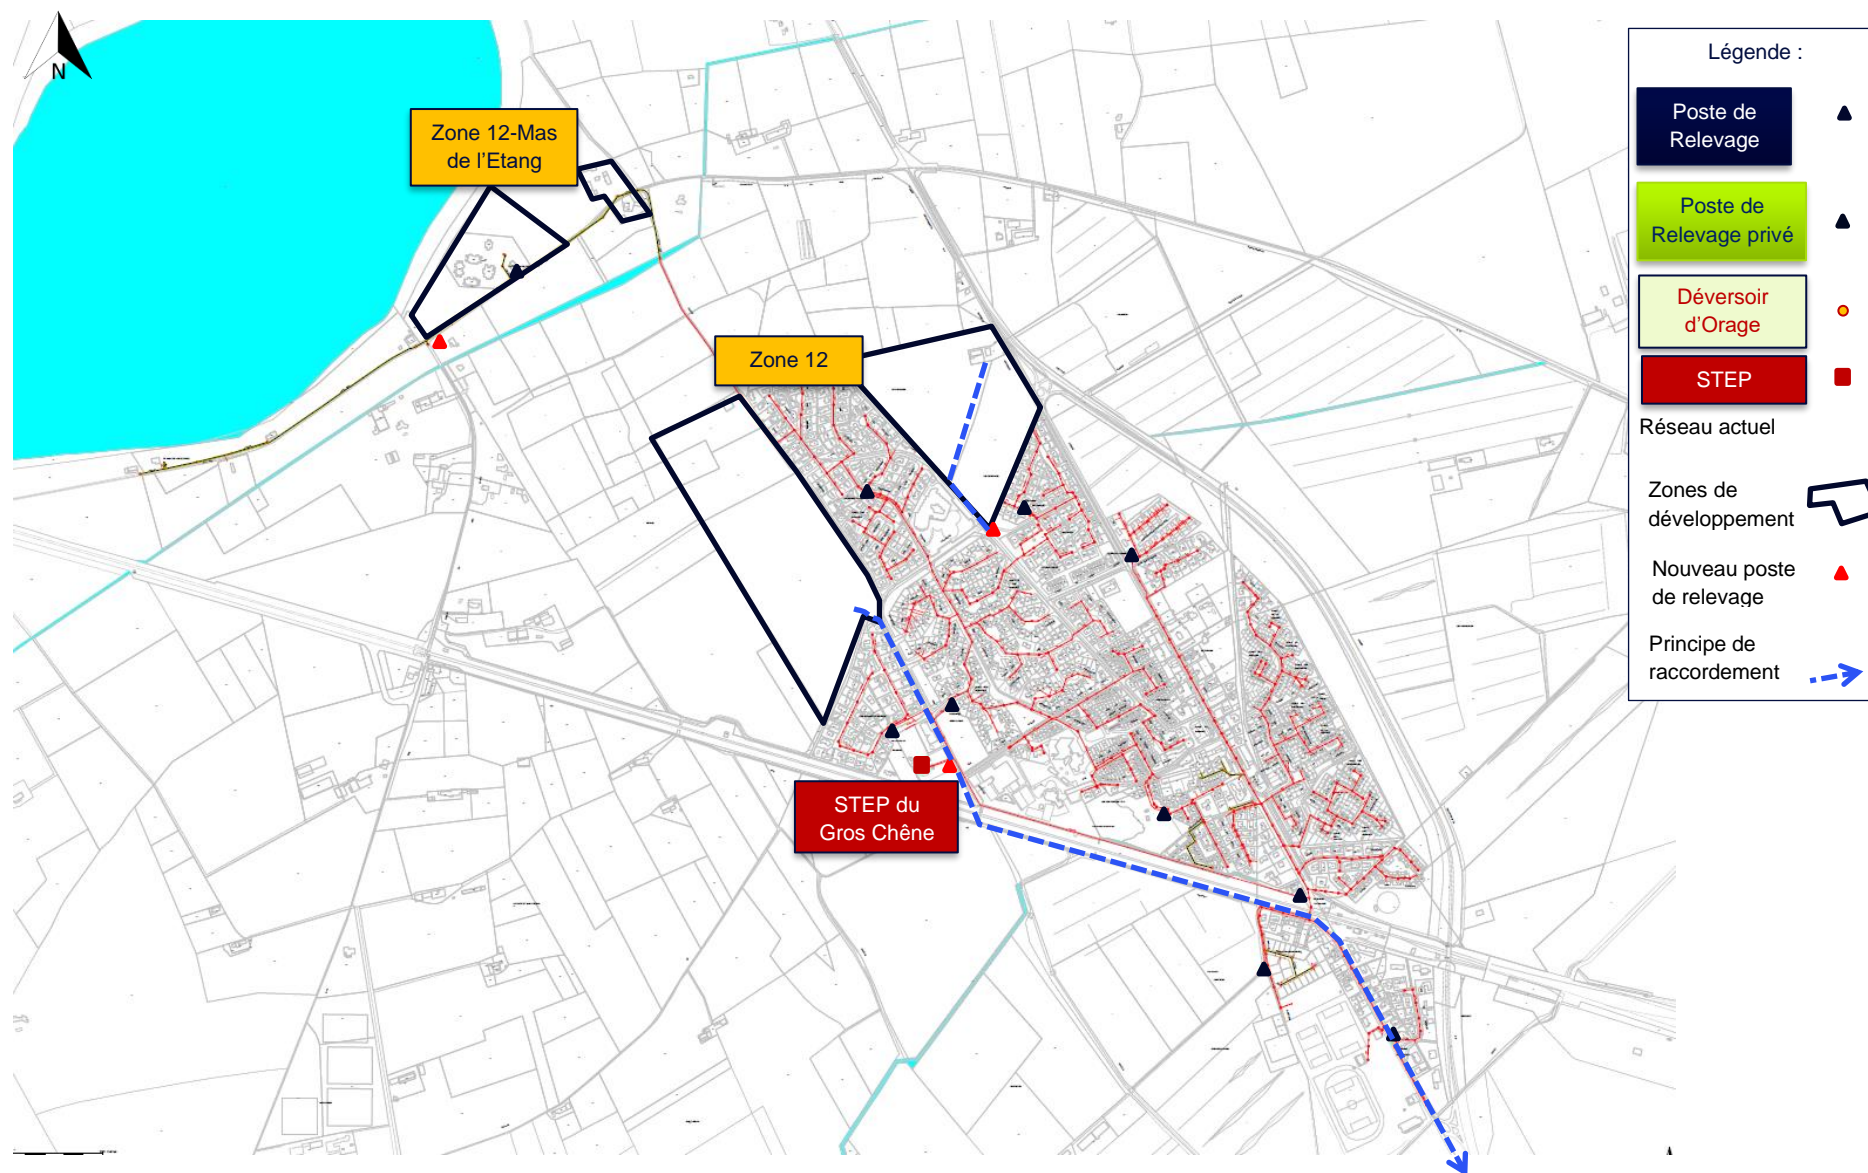 N
Zone 12-Mas
de l'Etang
Zone 12
STEP du
Gros Chêne
Légende :
Poste de
Relevage
Poste de
Relevage privé
Déversoir
d'Orage
STEP
Réseau actuel
Zones de
développement
Nouveau poste
de relevage
Principe de
raccordement